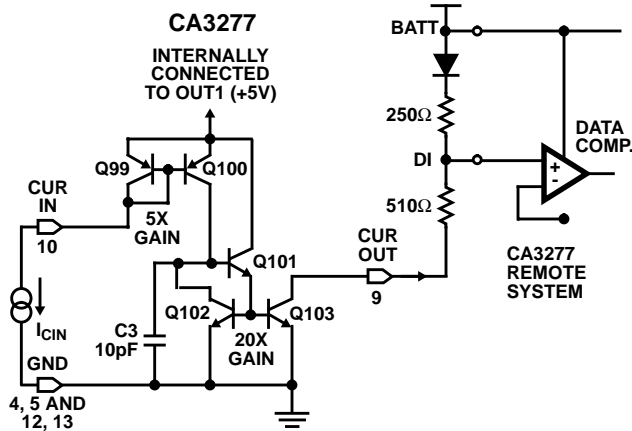 CA3277
INTERNALLY
CONNECTED
TO OUT1 (+5V)
BATT
250Ω
DI
510Ω
DATA
COMP.
+
-
CA3277
REMOTE
SYSTEM
Q99
Q100
CUR
IN
10
5X
GAIN
Q101
CUR
OUT
9
Q102
Q103
20X
GAIN
C3
10pF
ICIN
GND
4, 5 AND
12, 13